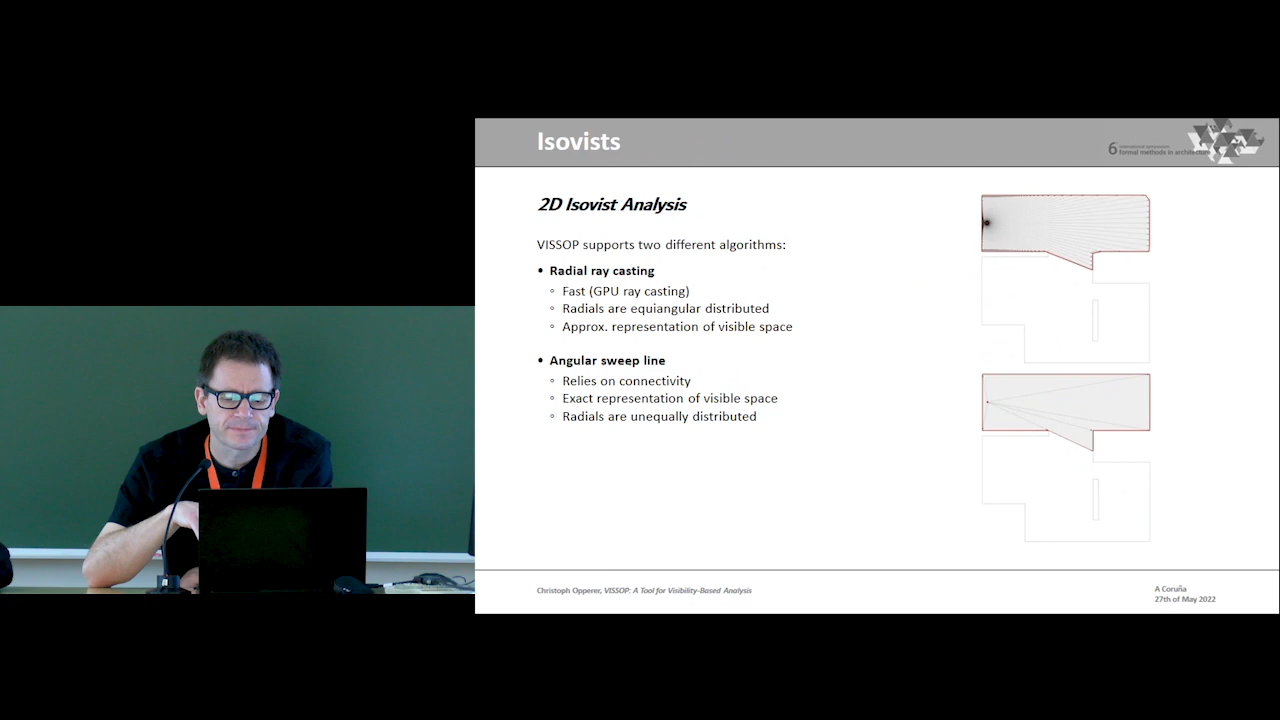 Isovists
6
international symposium
formal methods in architecture
2D Isovist Analysis
VISSOP supports two different algorithms:
• Radial ray casting
◦ Fast (GPU ray casting)
◦ Radials are equiangular distributed
◦ Approx. representation of visible space
• Angular sweep line
◦ Relies on connectivity
◦ Exact representation of visible space
◦ Radials are unequally distributed
Christoph Opperer, VISSOP: A Tool for Visibility-Based Analysis
A Coruña
27th of May 2022